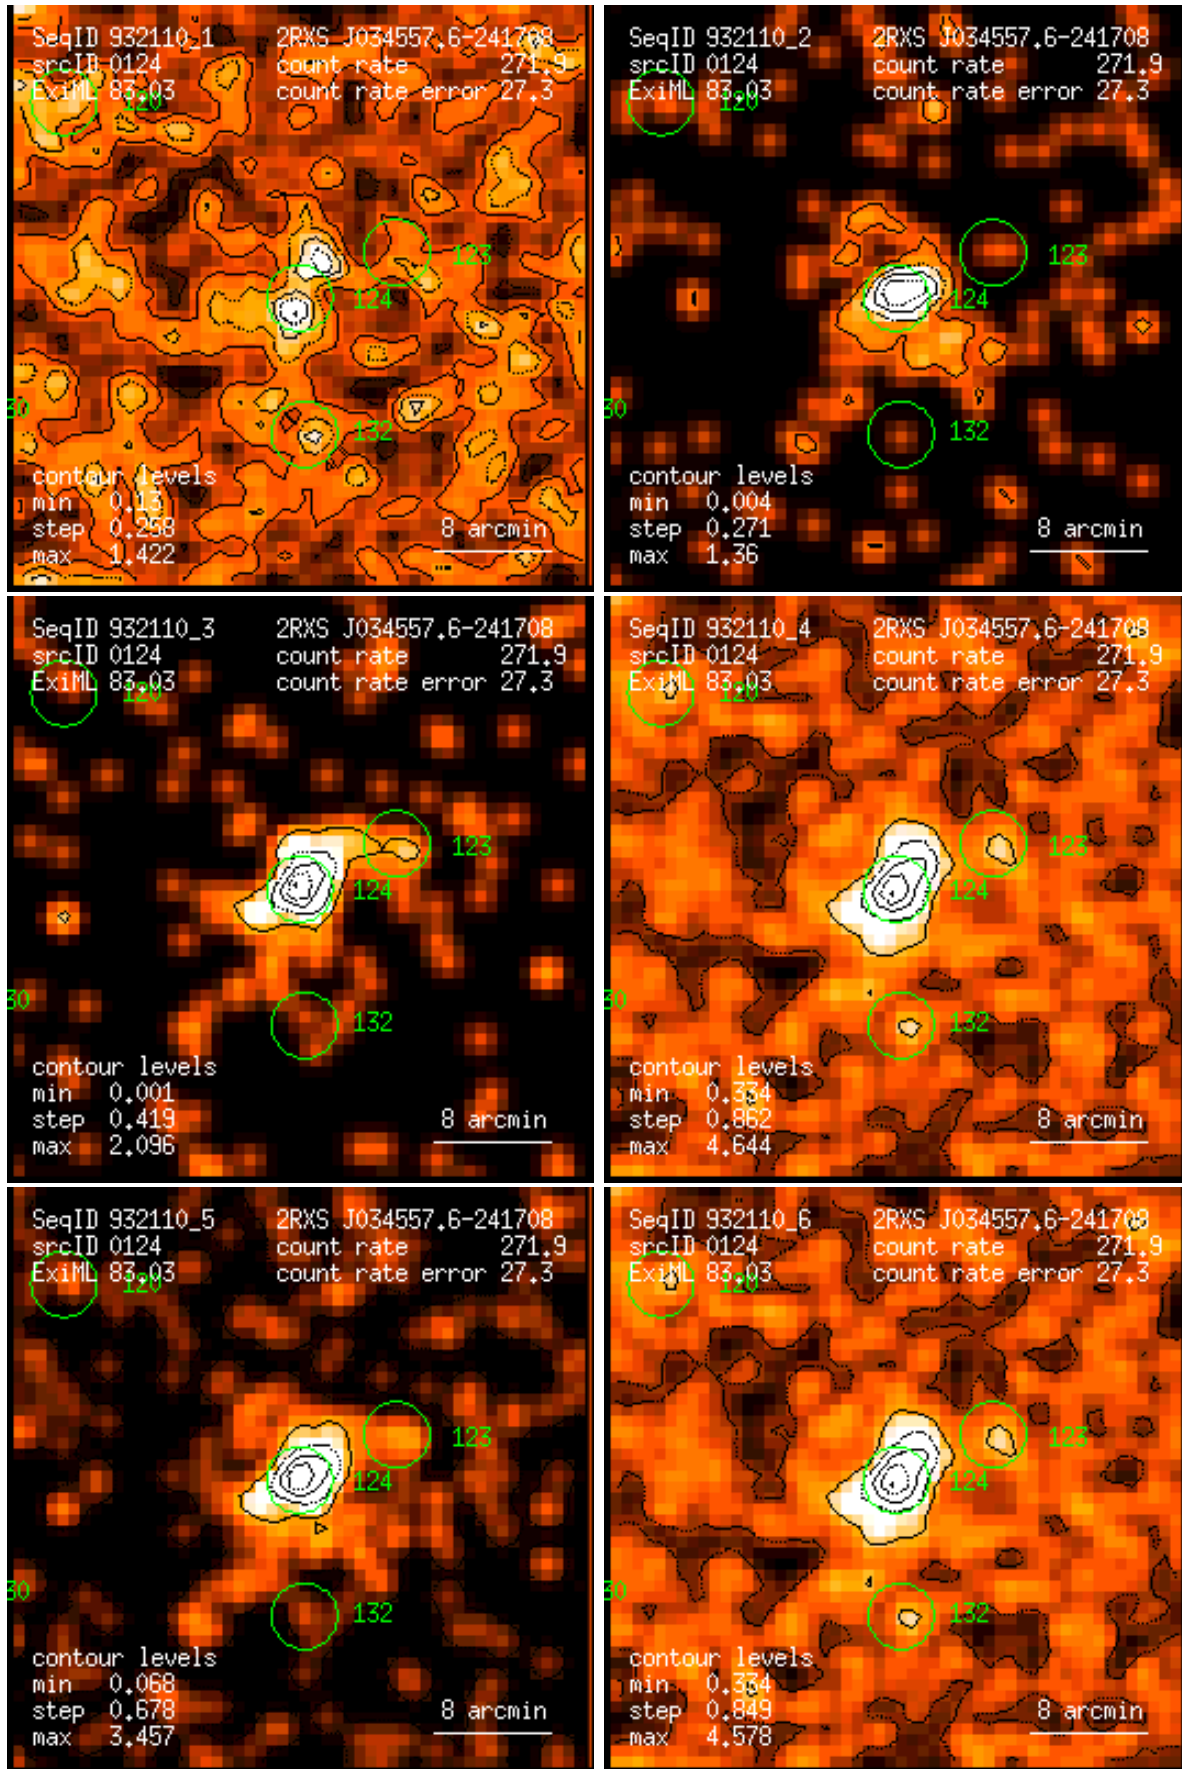 SeqID 932110_1 2RXS J034557.6-241708
srcID 0124 count rate 271.9
ExiML 83.03 count rate error 27.3
120
123
124
30
132
contour levels
min 0.13
step 0.258
max 1.422
8 arcmin
SeqID 932110_2 2RXS J034557.6-241708
srcID 0124 count rate 271.9
ExiML 83.03 count rate error 27.3
120
123
124
30
132
contour levels
min 0.004
step 0.271
max 1.36
8 arcmin
SeqID 932110_3 2RXS J034557.6-241708
srcID 0124 count rate 271.9
ExiML 83.03 count rate error 27.3
120
123
124
30
132
contour levels
min 0.001
step 0.419
max 2.096
8 arcmin
SeqID 932110_4 2RXS J034557.6-241708
srcID 0124 count rate 271.9
ExiML 83.03 count rate error 27.3
120
123
124
30
132
contour levels
min 0.334
step 0.862
max 4.644
8 arcmin
SeqID 932110_5 2RXS J034557.6-241708
srcID 0124 count rate 271.9
ExiML 83.03 count rate error 27.3
120
123
124
30
132
contour levels
min 0.068
step 0.678
max 3.457
8 arcmin
SeqID 932110_6 2RXS J034557.6-241708
srcID 0124 count rate 271.9
ExiML 83.03 count rate error 27.3
120
123
124
30
132
contour levels
min 0.334
step 0.849
max 4.578
8 arcmin